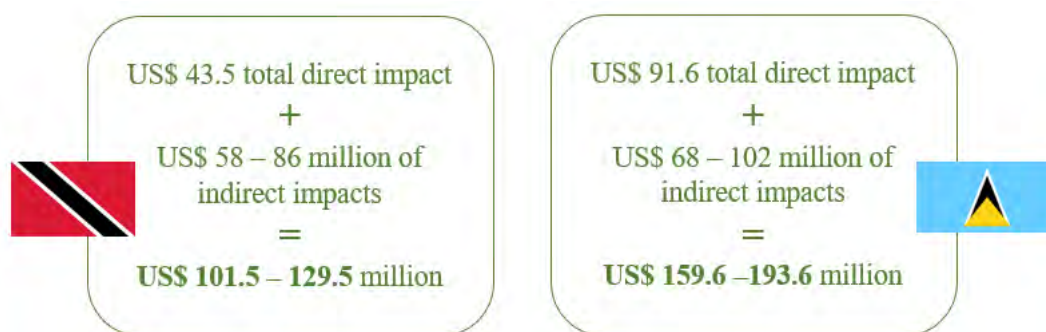 US$ 43.5 total direct impact
+
US$ 58 – 86 million of
indirect impacts
=
US$ 101.5 – 129.5 million
US$ 91.6 total direct impact
+
US$ 68 – 102 million of
indirect impacts
=
US$ 159.6 –193.6 million